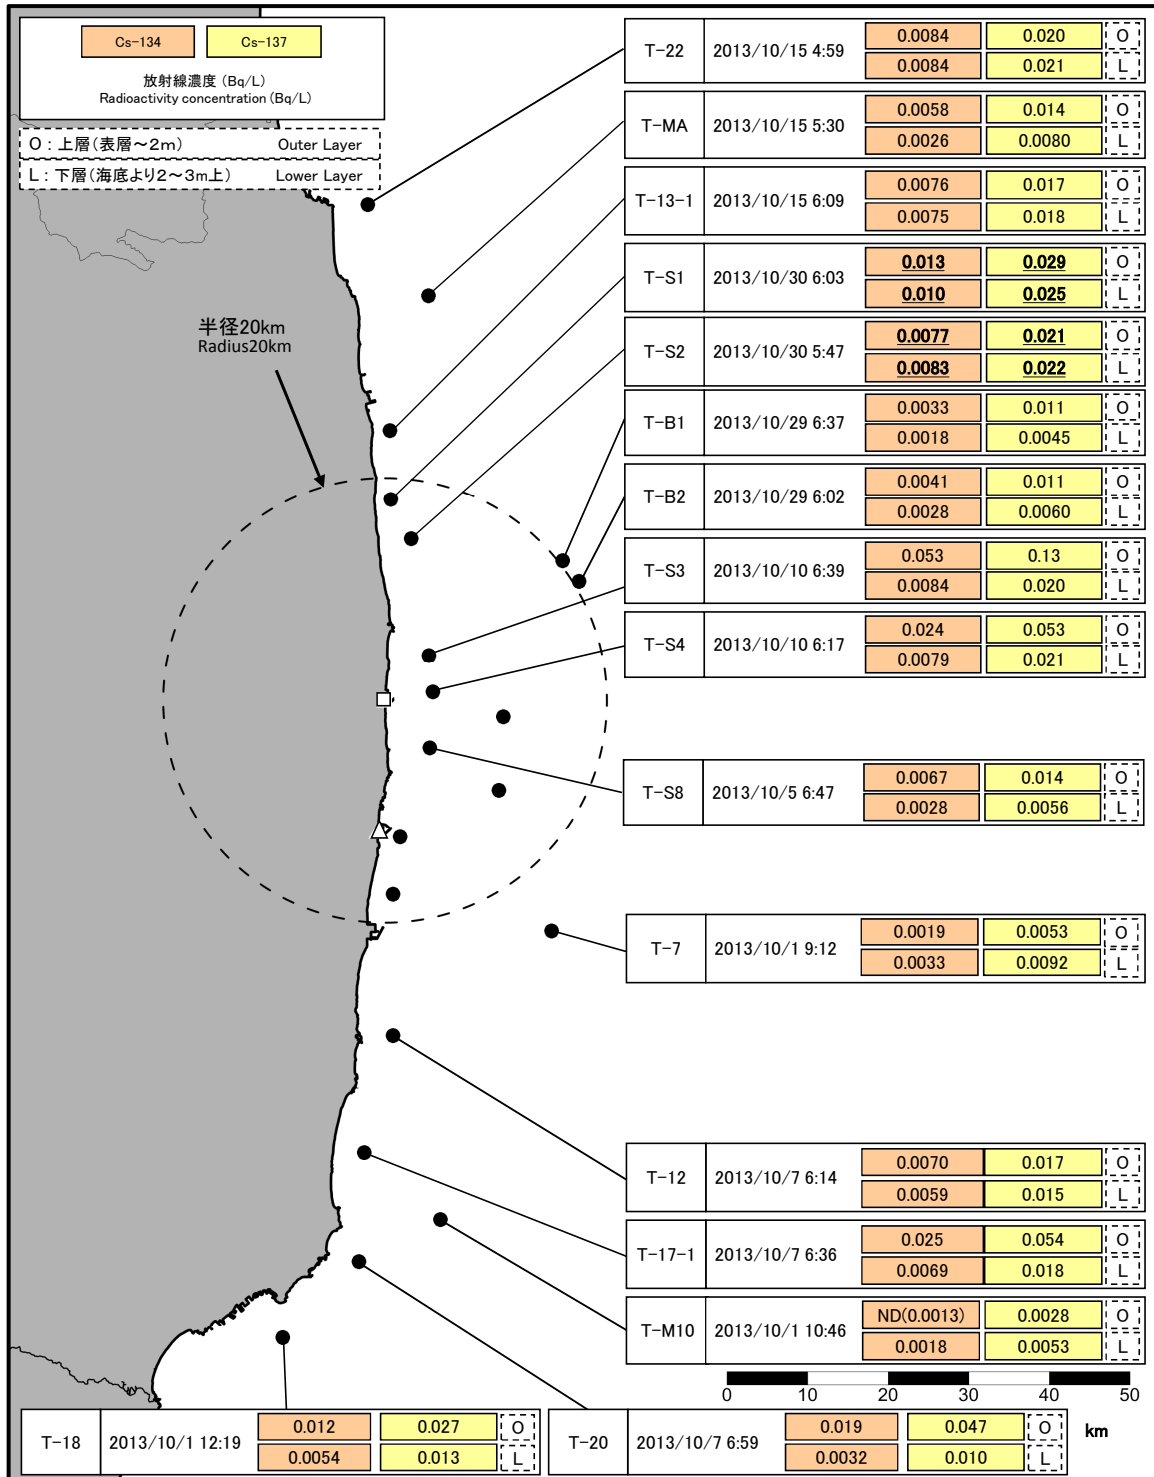 Cs-134 Cs-137
放射線濃度 (Bq/L)
Radioactivity concentration (Bq/L)
O : 上層(表層~2m) Outer Layer
L : 下層(海底より2~3m上) Lower Layer
半径20km
Radius20km
T-22 2013/10/15 4:59
0.0084 0.020 O
0.0084 0.021 L
T-MA 2013/10/15 5:30
0.0058 0.014 O
0.0026 0.0080 L
T-13-1 2013/10/15 6:09
0.0076 0.017 O
0.0075 0.018 L
T-S1 2013/10/30 6:03
0.013 0.029 O
0.010 0.025 L
T-S2 2013/10/30 5:47
0.0077 0.021 O
0.0083 0.022 L
T-B1 2013/10/29 6:37
0.0033 0.011 O
0.0018 0.0045 L
T-B2 2013/10/29 6:02
0.0041 0.011 O
0.0028 0.0060 L
T-S3 2013/10/10 6:39
0.053 0.13 O
0.0084 0.020 L
T-S4 2013/10/10 6:17
0.024 0.053 O
0.0079 0.021 L
T-S8 2013/10/5 6:47
0.0067 0.014 O
0.0028 0.0056 L
T-7 2013/10/1 9:12
0.0019 0.0053 O
0.0033 0.0092 L
T-12 2013/10/7 6:14
0.0070 0.017 O
0.0059 0.015 L
T-17-1 2013/10/7 6:36
0.025 0.054 O
0.0069 0.018 L
T-M10 2013/10/1 10:46
ND(0.0013) 0.0028 O
0.0018 0.0053 L
0 10 20 30 40 50
km
T-18 2013/10/1 12:19
0.012 0.027 O
0.0054 0.013 L
T-20 2013/10/7 6:59
0.019 0.047 O
0.0032 0.010 L